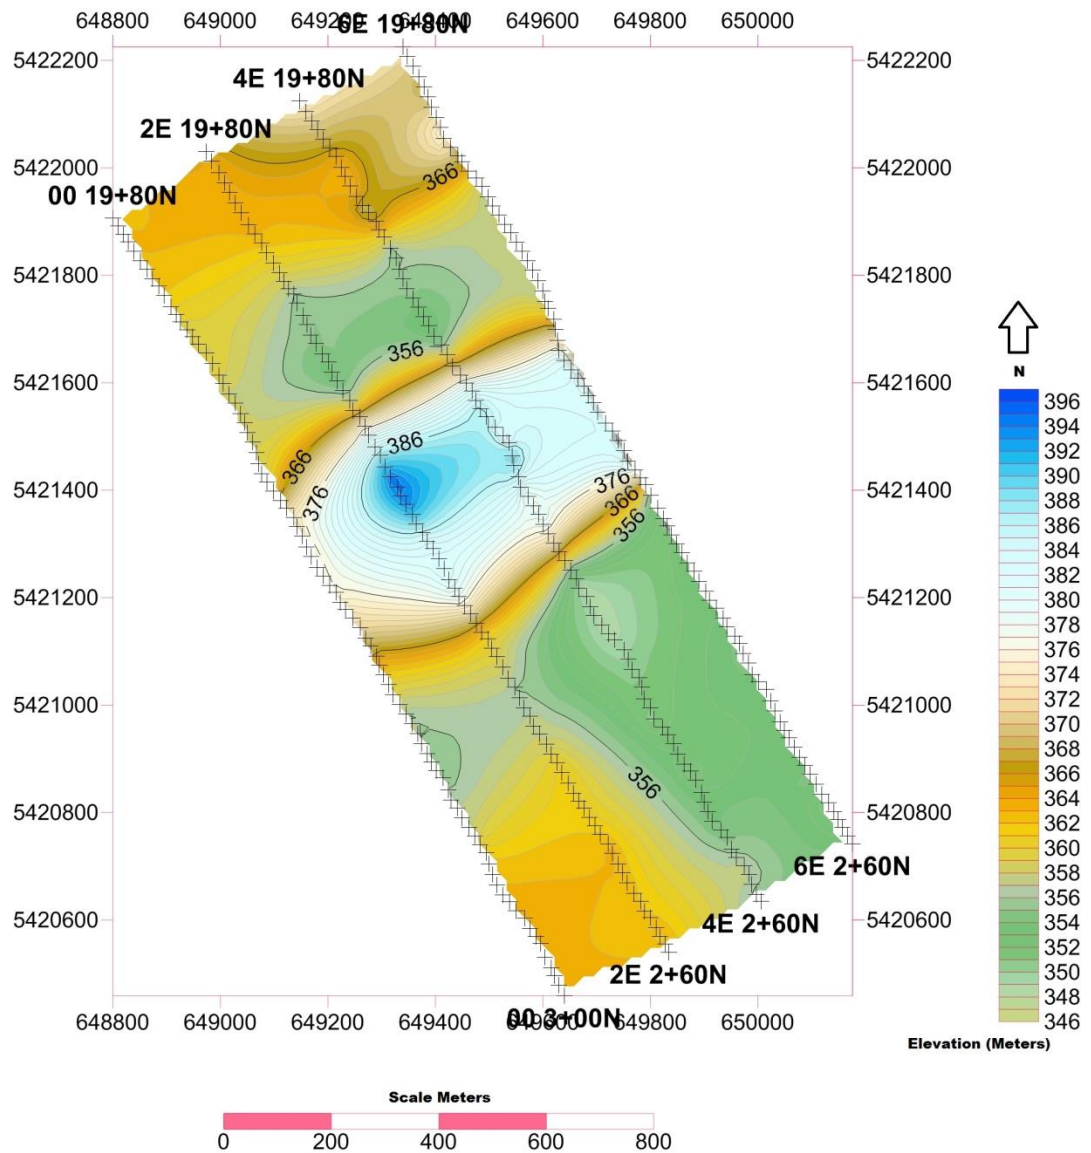 648800 649000 649200 649400 649600 649800 650000
6E 19+80N
5422200 5422200
4E 19+80N
2E 19+80N
5422000 366 5422000
00 19+80N
5421800 5421800
356
5421600 5421600
386
366 376
5421400 376 366 5421400
356
5421200 5421200
5421000 5421000
356
5420800 5420800
6E 2+60N
5420600 4E 2+60N 5420600
2E 2+60N
00 3+00N
648800 649000 649200 649400 649600 649800 650000
N
396
394
392
390
388
386
384
382
380
378
376
374
372
370
368
366
364
362
360
358
356
354
352
350
348
346
Elevation (Meters)
Scale Meters
0 200 400 600 800